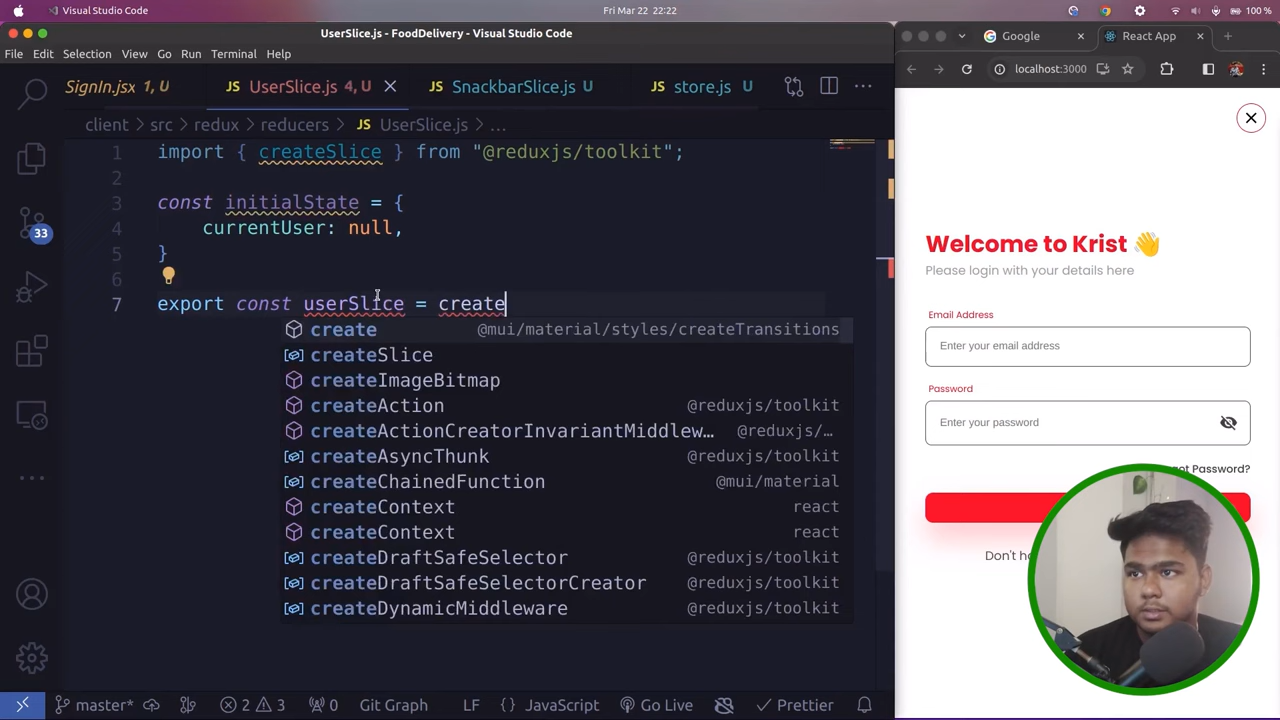 Visual Studio Code
Fri Mar 22 22:22
100 %
UserSlice.js - FoodDelivery - Visual Studio Code
File Edit Selection View Go Run Terminal Help
SignIn.jsx 1, U
JS UserSlice.js 4, U
JS SnackbarSlice.js U
JS store.js U
client > src > redux > reducers > JS UserSlice.js > ...
1 import { createSlice } from "@reduxjs/toolkit";
2
3 const initialState = {
4 currentUser: null,
5 }
6
7 export const userSlice = create
create @mui/material/styles/createTransitions
createSlice
createImageBitmap
createAction @reduxjs/toolkit
createActionCreatorInvariantMiddlew... @reduxjs/...
createAsyncThunk @reduxjs/toolkit
createChainedFunction @mui/material
createContext react
createContext react
createDraftSafeSelector @reduxjs/toolkit
createDraftSafeSelectorCreator @reduxjs/toolkit
createDynamicMiddleware @reduxjs/toolkit
33
master* 2 3 0 Git Graph LF {} JavaScript Go Live Prettier
Google
React App
localhost:3000
Welcome to Krist 👋
Please login with your details here
Email Address
Enter your email address
Password
Enter your password
Password?
Don't